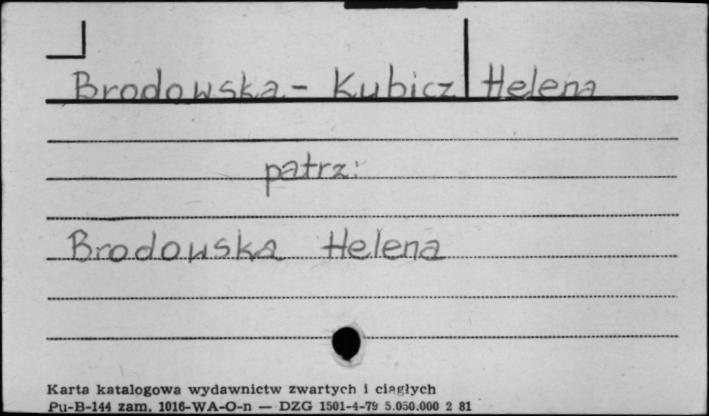 Brodowska - Kubicz Helena
patrz:
Brodowska Helena
Karta katalogowa wydawnictw zwartych i ciągłych
Pu-B-144 zam. 1016-WA-O-n — DZG 1501-4-79 5.050.000 2 81